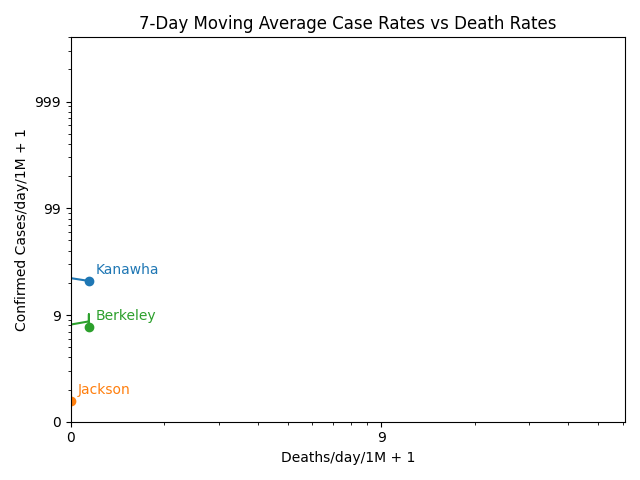 7-Day Moving Average Case Rates vs Death Rates
Confirmed Cases/day/1M + 1
999
99
9
0
Kanawha
Berkeley
Jackson
0
9
Deaths/day/1M + 1